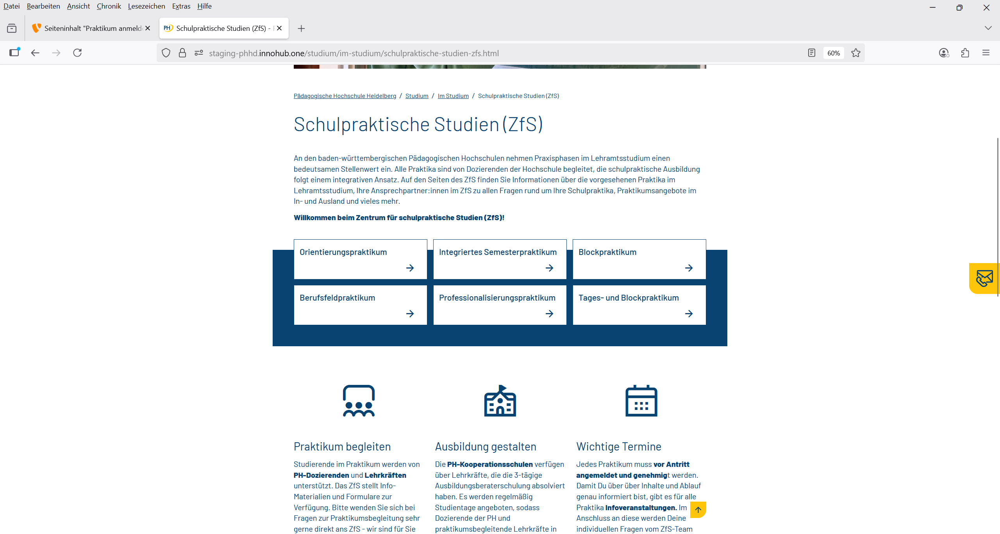 Datei Bearbeiten Ansicht Chronik Lesezeichen Extras Hilfe
Seiteninhalt "Praktikum anmeld
PH Schulpraktische Studien (ZfS) -
staging-phhd.innohub.one/studium/im-studium/schulpraktische-studien-zfs.html 60%
Pädagogische Hochschule Heidelberg / Studium / Im Studium / Schulpraktische Studien (ZfS)
Schulpraktische Studien (ZfS)
An den baden-württembergischen Pädagogischen Hochschulen nehmen Praxisphasen im Lehramtsstudium einen
bedeutsamen Stellenwert ein. Alle Praktika sind von Dozierenden der Hochschule begleitet, die schulpraktische Ausbildung
folgt einem integrativen Ansatz. Auf den Seiten des ZfS finden Sie Informationen über die vorgesehenen Praktika im
Lehramtsstudium, Ihre Ansprechpartner:innen im ZfS zu allen Fragen rund um Ihre Schulpraktika, Praktikumsangebote im
In- und Ausland und vieles mehr.
Willkommen beim Zentrum für schulpraktische Studien (ZfS)!
Orientierungspraktikum
Integriertes Semesterpraktikum
Blockpraktikum
Berufsfeldpraktikum
Professionalisierungspraktikum
Tages- und Blockpraktikum
Praktikum begleiten
Studierende im Praktikum werden von
PH-Dozierenden und Lehrkräften
unterstützt. Das ZfS stellt Info-
Materialien und Formulare zur
Verfügung. Bitte wenden Sie sich bei
Fragen zur Praktikumsbegleitung sehr
gerne direkt ans ZfS - wir sind für Sie
Ausbildung gestalten
Die PH-Kooperationsschulen verfügen
über Lehrkräfte, die die 3-tägige
Ausbildungsberaterschulung absolviert
haben. Es werden regelmäßig
Studientage angeboten, sodass
Dozierende der PH und
praktikumsbegleitende Lehrkräfte in
Wichtige Termine
Jedes Praktikum muss vor Antritt
angemeldet und genehmigt werden.
Damit Du über über Inhalte und Ablauf
genau informiert bist, gibt es für alle
Praktika Infoveranstaltungen. Im
Anschluss an diese werden Deine
individuellen Fragen vom ZfS-Team